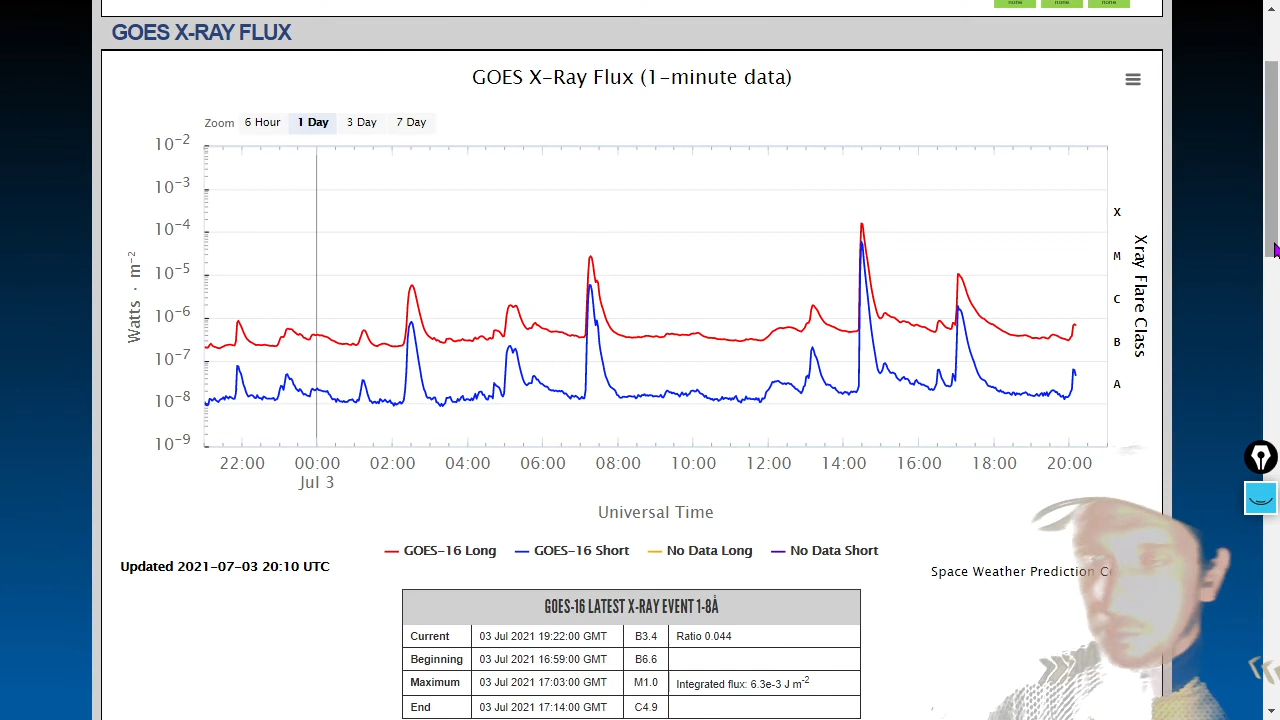 none none none
GOES X-RAY FLUX
GOES X-Ray Flux (1-minute data)
Zoom 6 Hour 1 Day 3 Day 7 Day
10⁻²
10⁻³
10⁻⁴
10⁻⁵
10⁻⁶
10⁻⁷
10⁻⁸
10⁻⁹
Watts · m⁻²
X
M
C
B
A
Xray Flare Class
22:00 00:00 02:00 04:00 06:00 08:00 10:00 12:00 14:00 16:00 18:00 20:00
Jul 3
Universal Time
GOES-16 Long GOES-16 Short No Data Long No Data Short
Updated 2021-07-03 20:10 UTC
Space Weather Prediction
GOES-16 LATEST X-RAY EVENT 1-8Å
Current 03 Jul 2021 19:22:00 GMT B3.4 Ratio 0.044
Beginning 03 Jul 2021 16:59:00 GMT B6.6
Maximum 03 Jul 2021 17:03:00 GMT M1.0 Integrated flux: 6.3e-3 J m⁻²
End 03 Jul 2021 17:14:00 GMT C4.9